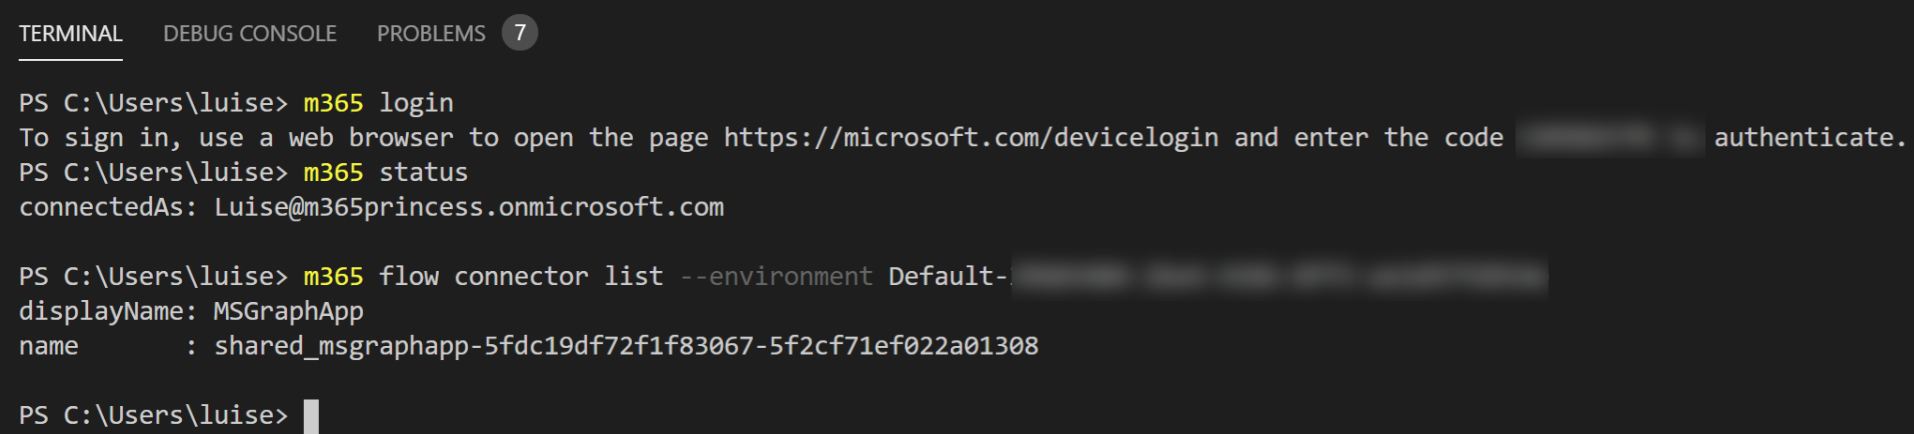 TERMINAL DEBUG CONSOLE PROBLEMS 7
PS C:\Users\luise> m365 login
To sign in, use a web browser to open the page https://microsoft.com/devicelogin and enter the code authenticate.
PS C:\Users\luise> m365 status
connectedAs: Luise@m365princess.onmicrosoft.com
PS C:\Users\luise> m365 flow connector list --environment Default-
displayName: MSGraphApp
name : shared_msgraphapp-5fdc19df72f1f83067-5f2cf71ef022a01308
PS C:\Users\luise>